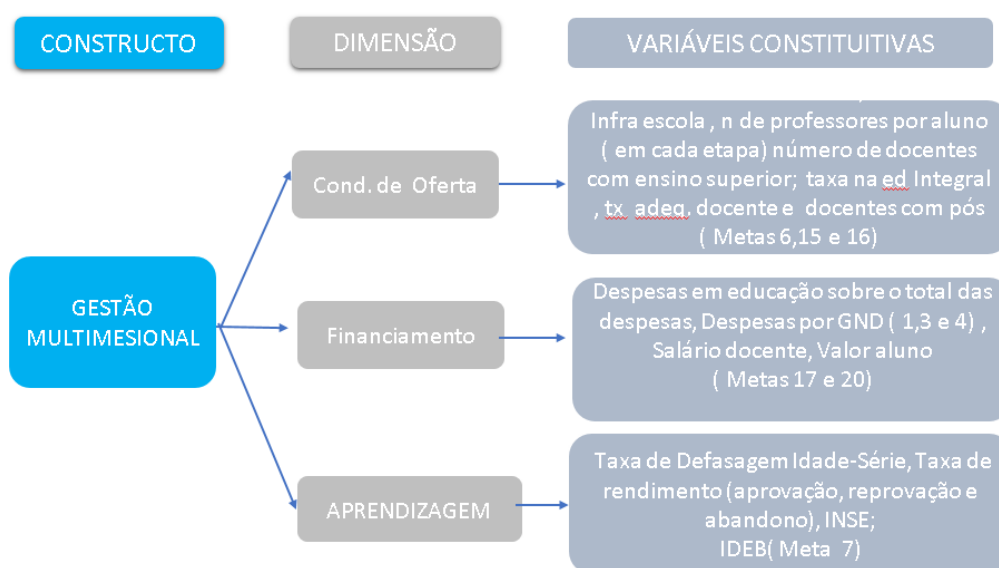 CONSTRUCTO
DIMENSÃO
VARIÁVEIS CONSTITUITIVAS
GESTÃO
MULTIMESIONAL
Cond. de Oferta
Infra escola , n de professores por aluno
( em cada etapa) número de docentes
com ensino superior; taxa na ed Integral
, tx adeq. docente e docentes com pós
( Metas 6,15 e 16)
Financiamento
Despesas em educação sobre o total das
despesas, Despesas por GND ( 1,3 e 4) ,
Salário docente, Valor aluno
( Metas 17 e 20)
APRENDIZAGEM
Taxa de Defasagem Idade-Série, Taxa de
rendimento (aprovação, reprovação e
abandono), INSE;
IDEB( Meta 7)